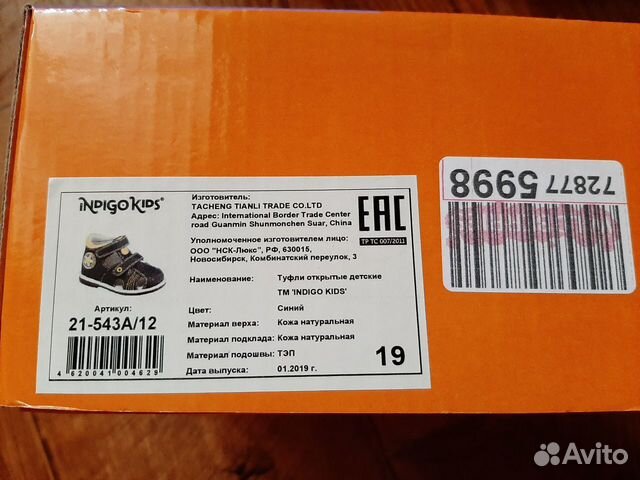 iNDIGO KIDS®
Изготовитель:
TACHENG TIANLI TRADE CO.LTD
Адрес: International Border Trade Center
road Guanmin Shunmonchen Suar, China
Уполномоченное изготовителем лицо:
ООО "НСК-Люкс", РФ, 630015,
Новосибирск, Комбинатский переулок, 3
EAC
ТР ТС 007/2011
Наименование: Туфли открытые детские
ТМ 'INDIGO KIDS'
Артикул:
21-543A/12
4 620041 004629
Цвет: Синий
Материал верха: Кожа натуральная
Материал подклада: Кожа натуральная
Материал подошвы: ТЭП
Дата выпуска: 01.2019 г.
19
72877 5998
Avito